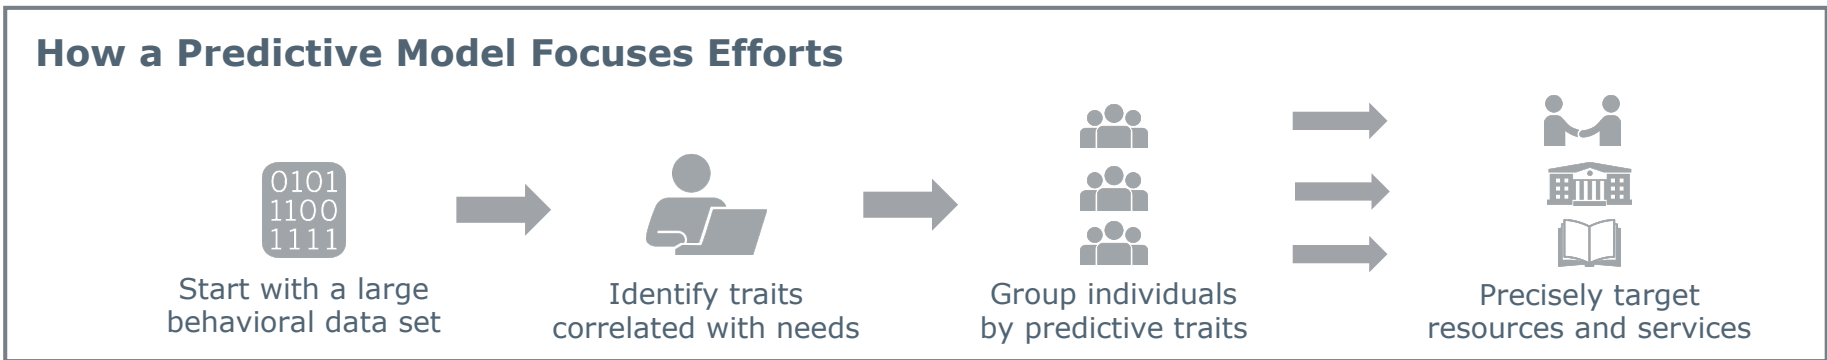 How a Predictive Model Focuses Efforts
0101
1100
1111
Start with a large
behavioral data set
Identify traits
correlated with needs
Group individuals
by predictive traits
Precisely target
resources and services